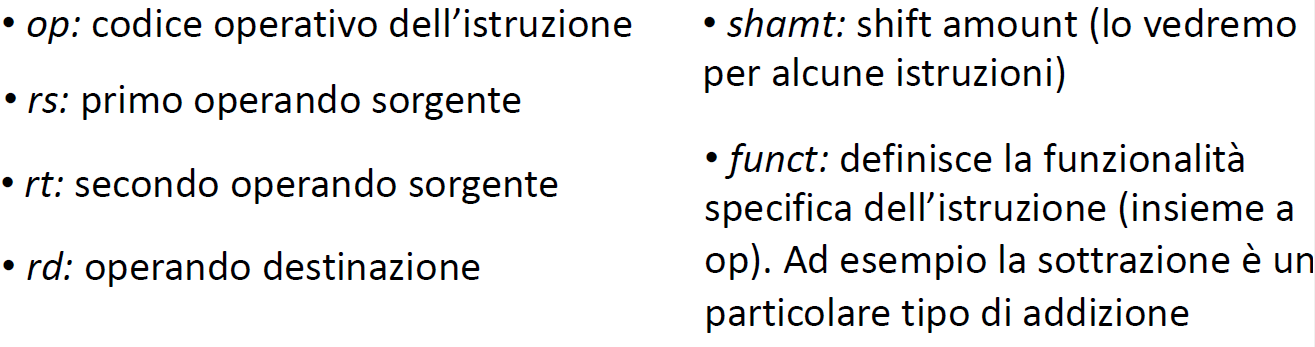 • op: codice operativo dell’istruzione
• rs: primo operando sorgente
• rt: secondo operando sorgente
• rd: operando destinazione
• shamt: shift amount (lo vedremo
per alcune istruzioni)
• funct: definisce la funzionalità
specifica dell’istruzione (insieme a
op). Ad esempio la sottrazione è un
particolare tipo di addizione